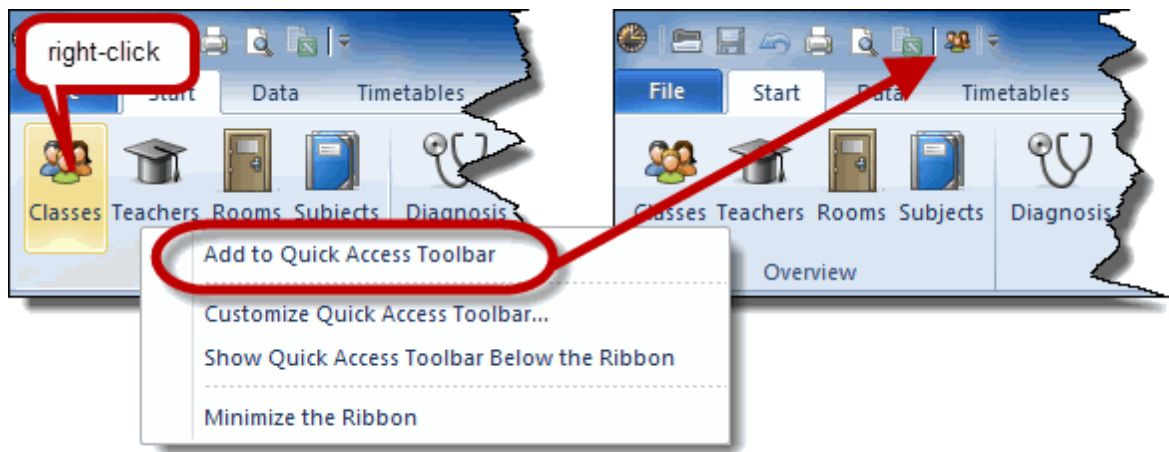 right-click
Start Data Timetables
Classes Teachers Rooms Subjects Diagnosis
Add to Quick Access Toolbar
Customize Quick Access Toolbar...
Show Quick Access Toolbar Below the Ribbon
Minimize the Ribbon
File Start Data Timetables
Classes Teachers Rooms Subjects Diagnosis
Overview